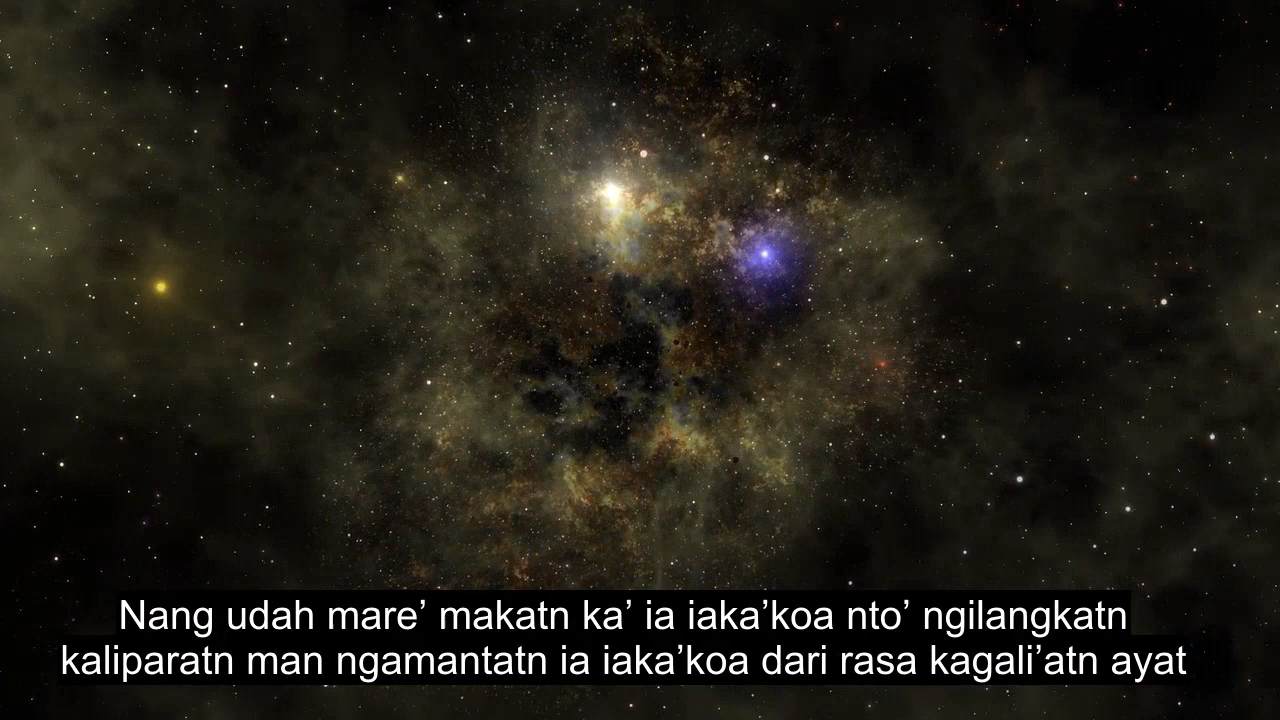 Nang udah mare’ makatn ka’ ia iaka’koa nto’ ngilangkatn
kaliparatn man ngamantatn ia iaka’koa dari rasa kagali’atn ayat